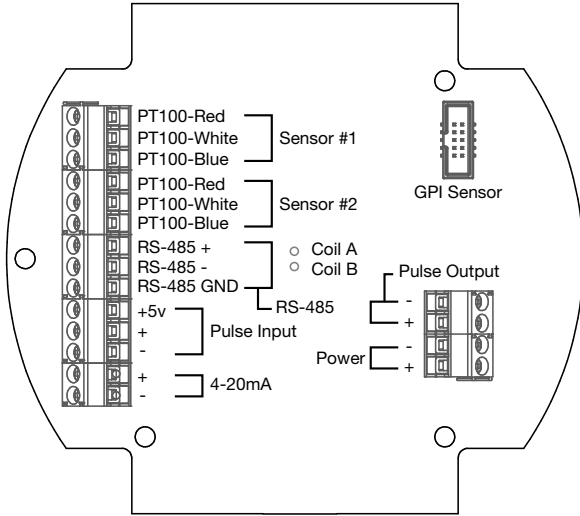 PT100-Red
PT100-White
PT100-Blue
Sensor #1
PT100-Red
PT100-White
PT100-Blue
Sensor #2
RS-485 +
RS-485 -
RS-485 GND
RS-485
+5v
+
-
Pulse Input
+
-
4-20mA
Coil A
Coil B
GPI Sensor
Pulse Output
-
+
Power
-
+